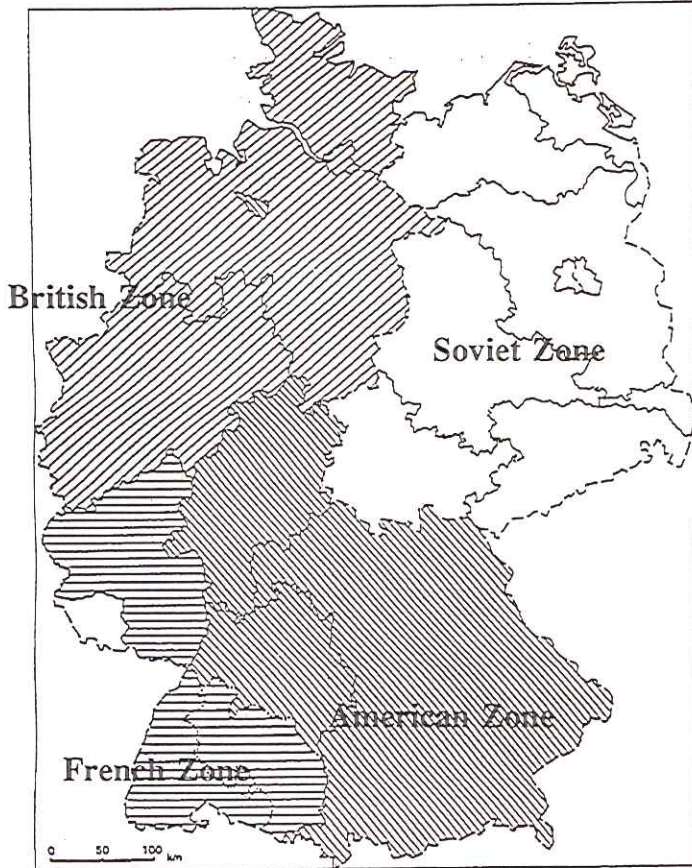 British Zone
Soviet Zone
American Zone
French Zone
0 50 100
km